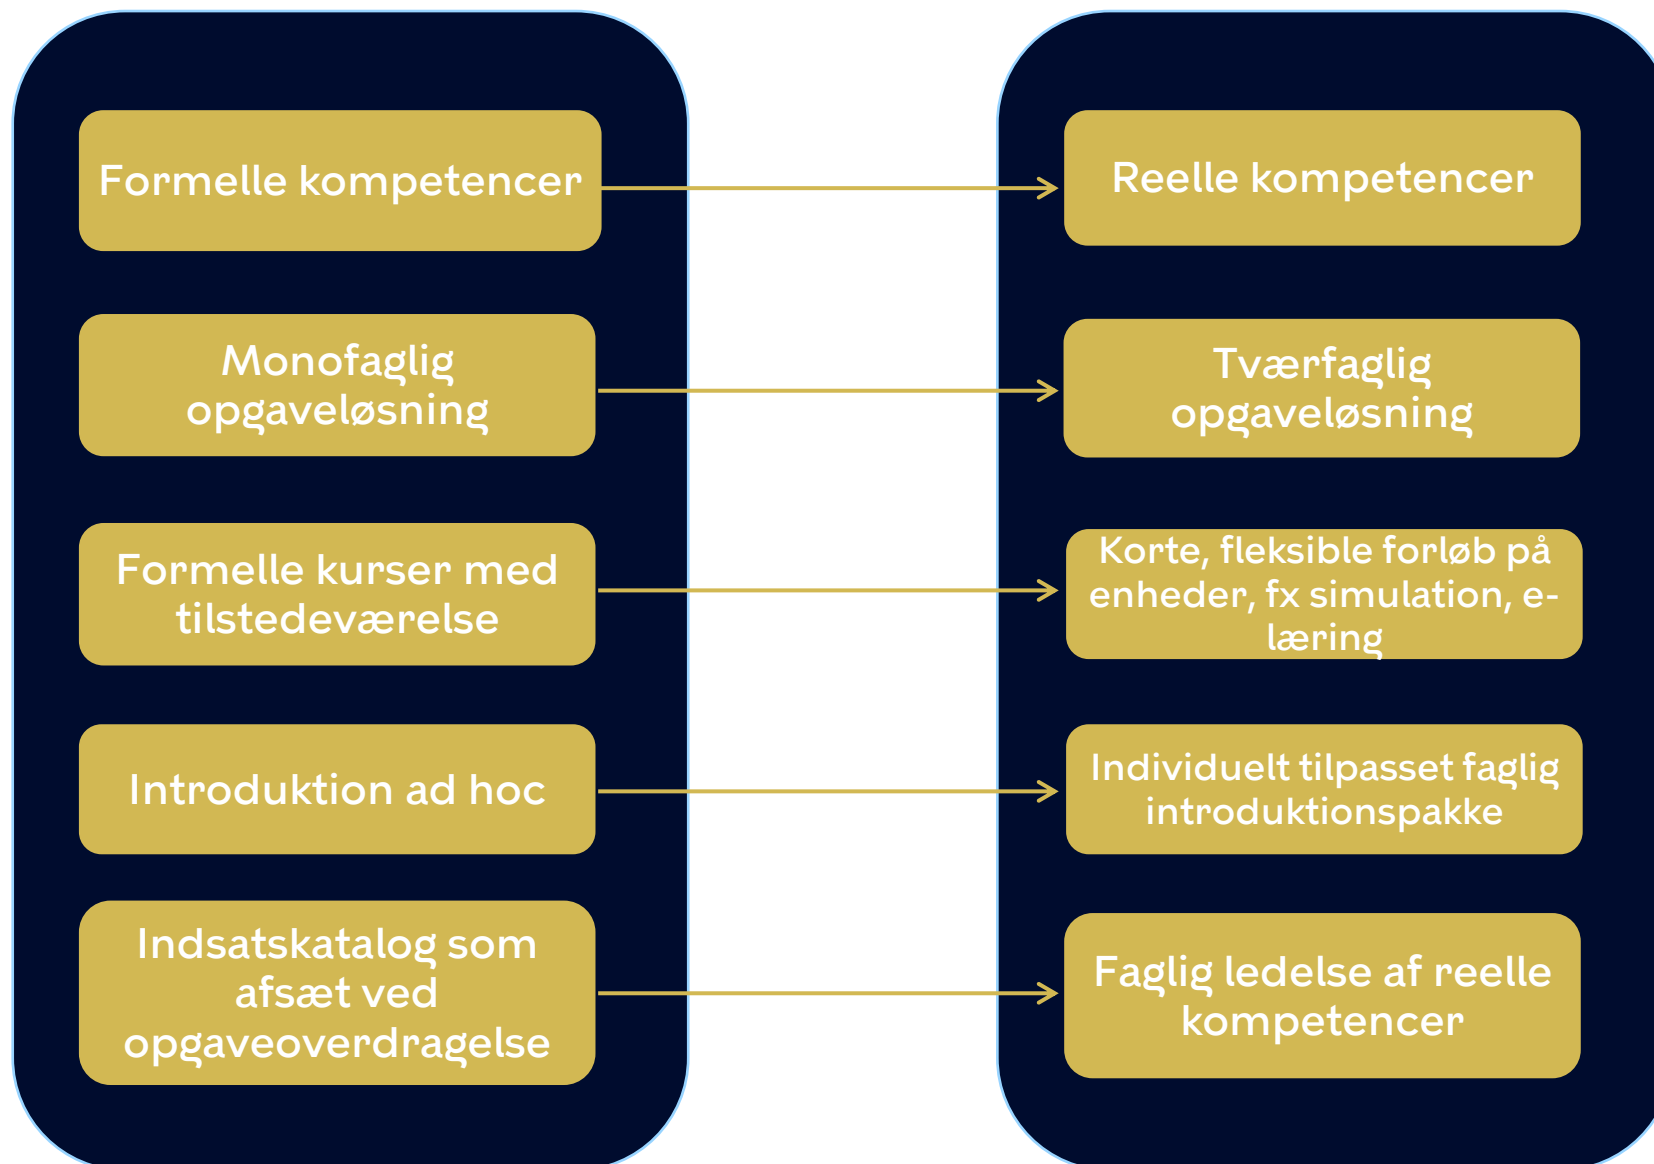 Formelle kompetencer
Reelle kompetencer
Monofaglig
opgaveløsning
Tværfaglig
opgaveløsning
Formelle kurser med
tilstedeværelse
Korte, fleksible forløb på
enheder, fx simulation, e-
læring
Introduktion ad hoc
Individuelt tilpasset faglig
introduktionspakke
Indsatskatalog som
afsæt ved
opgaveoverdragelse
Faglig ledelse af reelle
kompetencer